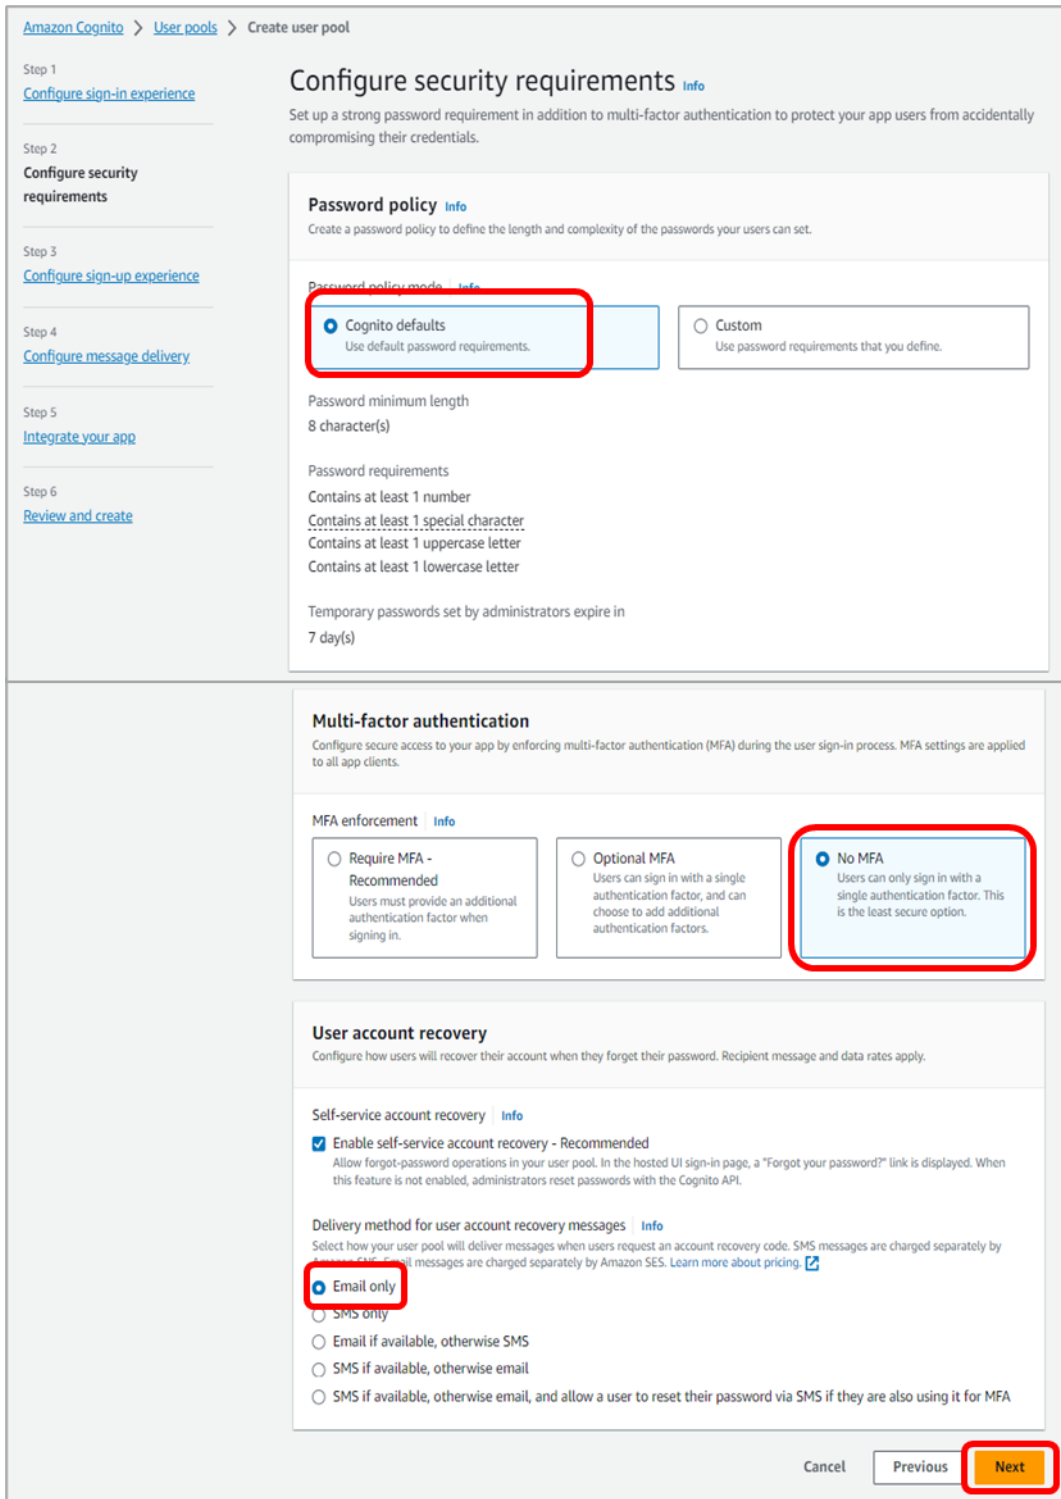 Amazon Cognito > User pools > Create user pool
Step 1
Configure sign-in experience
Step 2
Configure security
requirements
Step 3
Configure sign-up experience
Step 4
Configure message delivery
Step 5
Integrate your app
Step 6
Review and create
Configure security requirements Info
Set up a strong password requirement in addition to multi-factor authentication to protect your app users from accidentally
compromising their credentials.
Password policy Info
Create a password policy to define the length and complexity of the passwords your users can set.
Password policy mode Info
Cognito defaults
Use default password requirements.
Custom
Use password requirements that you define.
Password minimum length
8 character(s)
Password requirements
Contains at least 1 number
Contains at least 1 special character
Contains at least 1 uppercase letter
Contains at least 1 lowercase letter
Temporary passwords set by administrators expire in
7 day(s)
Multi-factor authentication
Configure secure access to your app by enforcing multi-factor authentication (MFA) during the user sign-in process. MFA settings are applied
to all app clients.
MFA enforcement Info
Require MFA -
Recommended
Users must provide an additional
authentication factor when
signing in.
Optional MFA
Users can sign in with a single
authentication factor, and can
choose to add additional
authentication factors.
No MFA
Users can only sign in with a
single authentication factor. This
is the least secure option.
User account recovery
Configure how users will recover their account when they forget their password. Recipient message and data rates apply.
Self-service account recovery Info
Enable self-service account recovery - Recommended
Allow forgot-password operations in your user pool. In the hosted UI sign-in page, a "Forgot your password?" link is displayed. When
this feature is not enabled, administrators reset passwords with the Cognito API.
Delivery method for user account recovery messages Info
Select how your user pool will deliver messages when users request an account recovery code. SMS messages are charged separately by
Amazon SNS. Email messages are charged separately by Amazon SES. Learn more about pricing.
Email only
SMS only
Email if available, otherwise SMS
SMS if available, otherwise email
SMS if available, otherwise email, and allow a user to reset their password via SMS if they are also using it for MFA
Cancel
Previous
Next